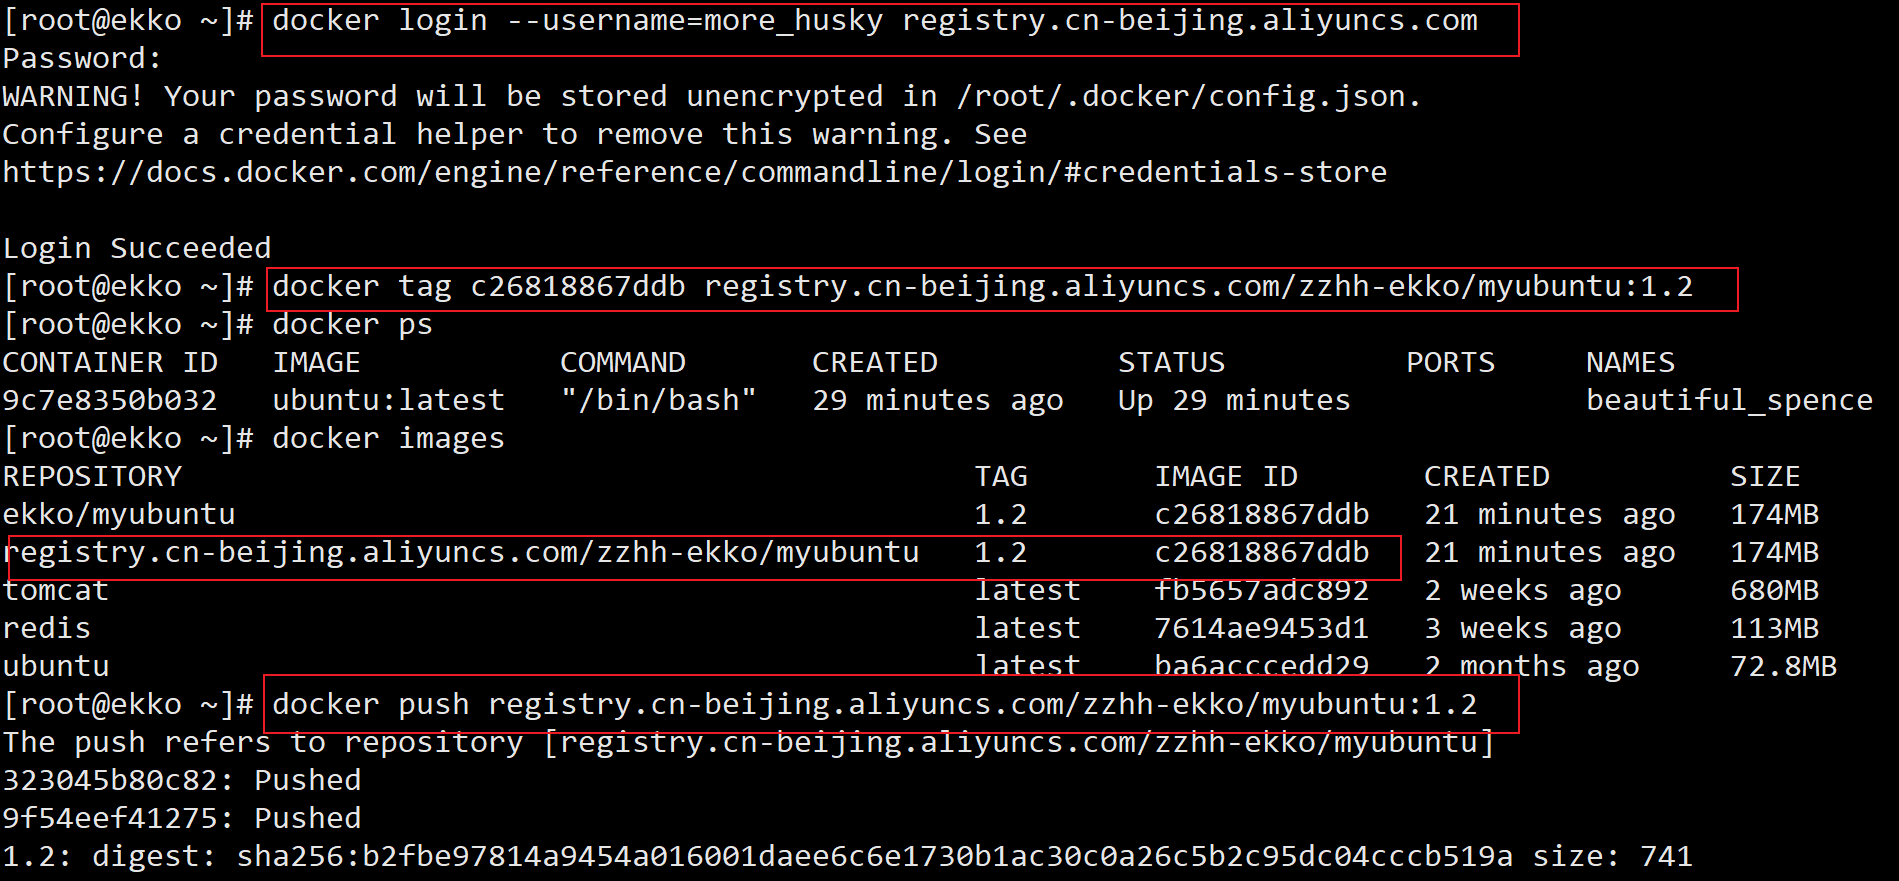 [root@ekko ~]# docker login --username=more_husky registry.cn-beijing.aliyuncs.com
Password:
WARNING! Your password will be stored unencrypted in /root/.docker/config.json.
Configure a credential helper to remove this warning. See
https://docs.docker.com/engine/reference/commandline/login/#credentials-store

Login Succeeded
[root@ekko ~]# docker tag c26818867ddb registry.cn-beijing.aliyuncs.com/zzhh-ekko/myubuntu:1.2
[root@ekko ~]# docker ps
CONTAINER ID   IMAGE           COMMAND       CREATED          STATUS          PORTS     NAMES
9c7e8350b032   ubuntu:latest   "/bin/bash"   29 minutes ago   Up 29 minutes             beautiful_spence
[root@ekko ~]# docker images
REPOSITORY                                            TAG       IMAGE ID       CREATED          SIZE
ekko/myubuntu                                         1.2       c26818867ddb   21 minutes ago   174MB
registry.cn-beijing.aliyuncs.com/zzhh-ekko/myubuntu   1.2       c26818867ddb   21 minutes ago   174MB
tomcat                                                latest    fb5657adc892   2 weeks ago      680MB
redis                                                 latest    7614ae9453d1   3 weeks ago      113MB
ubuntu                                                latest    ba6acccedd29   2 months ago     72.8MB
[root@ekko ~]# docker push registry.cn-beijing.aliyuncs.com/zzhh-ekko/myubuntu:1.2
The push refers to repository [registry.cn-beijing.aliyuncs.com/zzhh-ekko/myubuntu]
323045b80c82: Pushed
9f54eef41275: Pushed
1.2: digest: sha256:b2fbe97814a9454a016001daee6c6e1730b1ac30c0a26c5b2c95dc04cccb519a size: 741